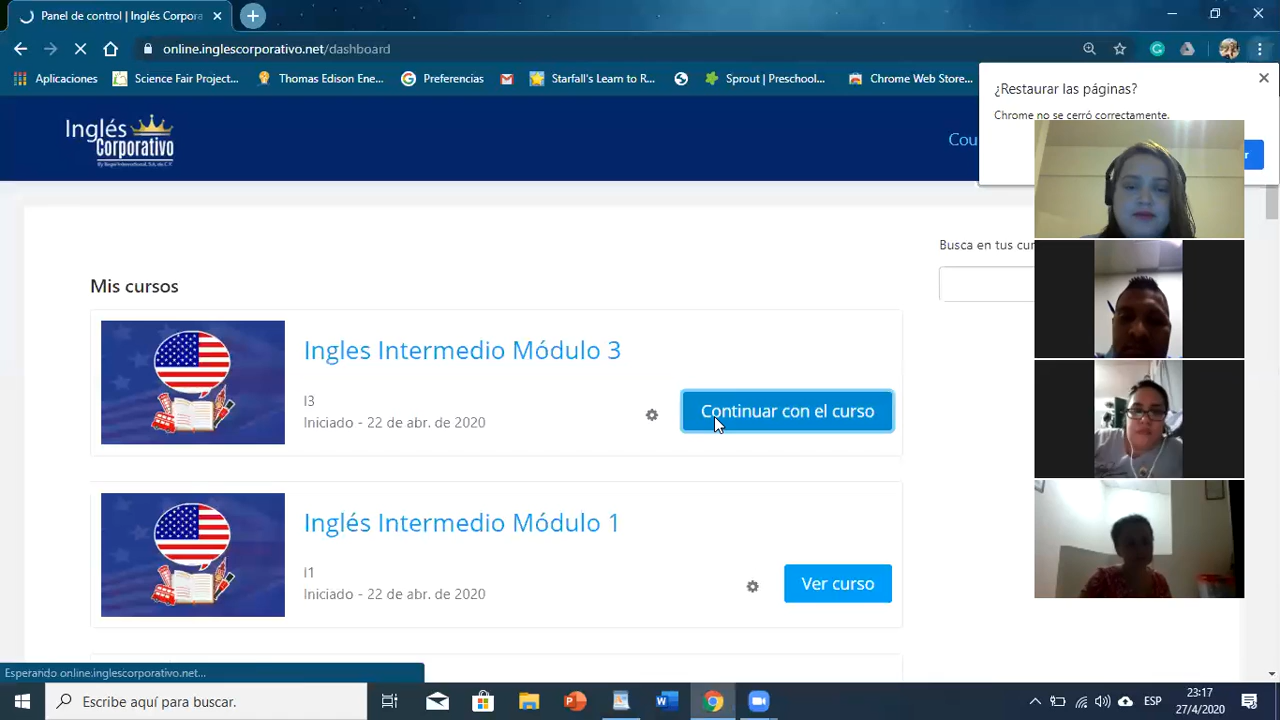 Panel de control | Inglés Corpora
online.inglescorporativo.net/dashboard
Aplicaciones
Science Fair Project...
Thomas Edison Ene...
Preferencias
Starfall's Learn to R...
Sprout | Preschool...
Chrome Web Store...
¿Restaurar las páginas?
Chrome no se cerró correctamente.
Inglés
Corporativo
Cou
Busca en tus cur
Mis cursos
Ingles Intermedio Módulo 3
I3
Iniciado - 22 de abr. de 2020
Continuar con el curso
Inglés Intermedio Módulo 1
I1
Iniciado - 22 de abr. de 2020
Ver curso
Esperando online.inglescorporativo.net...
Escribe aquí para buscar.
ESP
23:17
27/4/2020